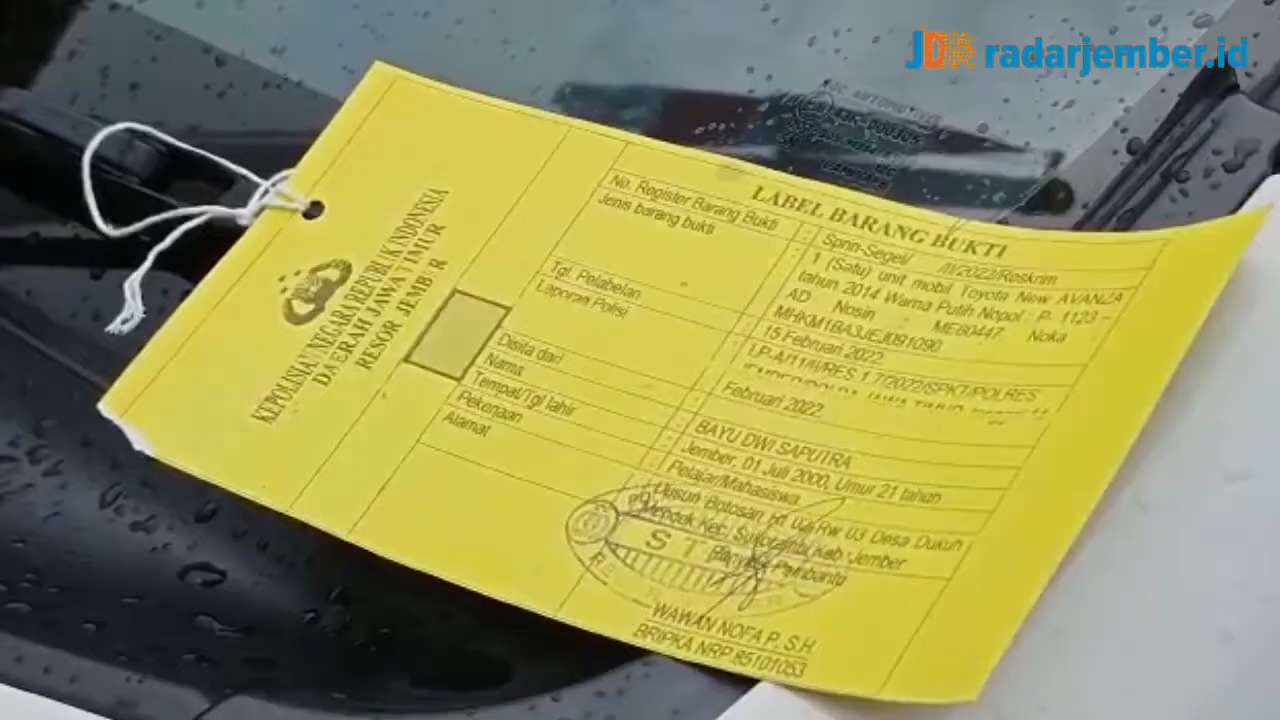 JDS radarjember.id
KEPOLISIAN NEGARA REPUBLIK INDONESIA
DAERAH JAWA TIMUR
RESOR JEMBER
LABEL BARANG BUKTI
No. Register Barang Bukti : Sprin-Segel/ /II/2022/Reskrim
Jenis barang bukti : 1 (Satu) unit mobil Toyota New AVANZA
tahun 2014 Warna Putih Nopol : P- 1123 –
AD Nosin ME60447 Noka
MHKM1BA3JEJ091090
Tgl. Pelabelan : 15 Februari 2022
Laporan Polisi : LP-A/11/II/RES.1.7/2022/SPKT/POLRES
Februari 2022
Disita dari
Nama : BAYU DWI SAPUTRA
Tempat/Tgl lahir : Jember, 01 Juli 2000, Umur 21 tahun
Pekerjaan : Pelajar/Mahasiswa
Alamat : Dusun Botosari Rt Rw 03 Desa Dukuh
Mencek Kec. Sukorambi Kab Jember
Penyidik Pembantu
WAWAN NOFA P, S.H
BRIPKA NRP 85101053